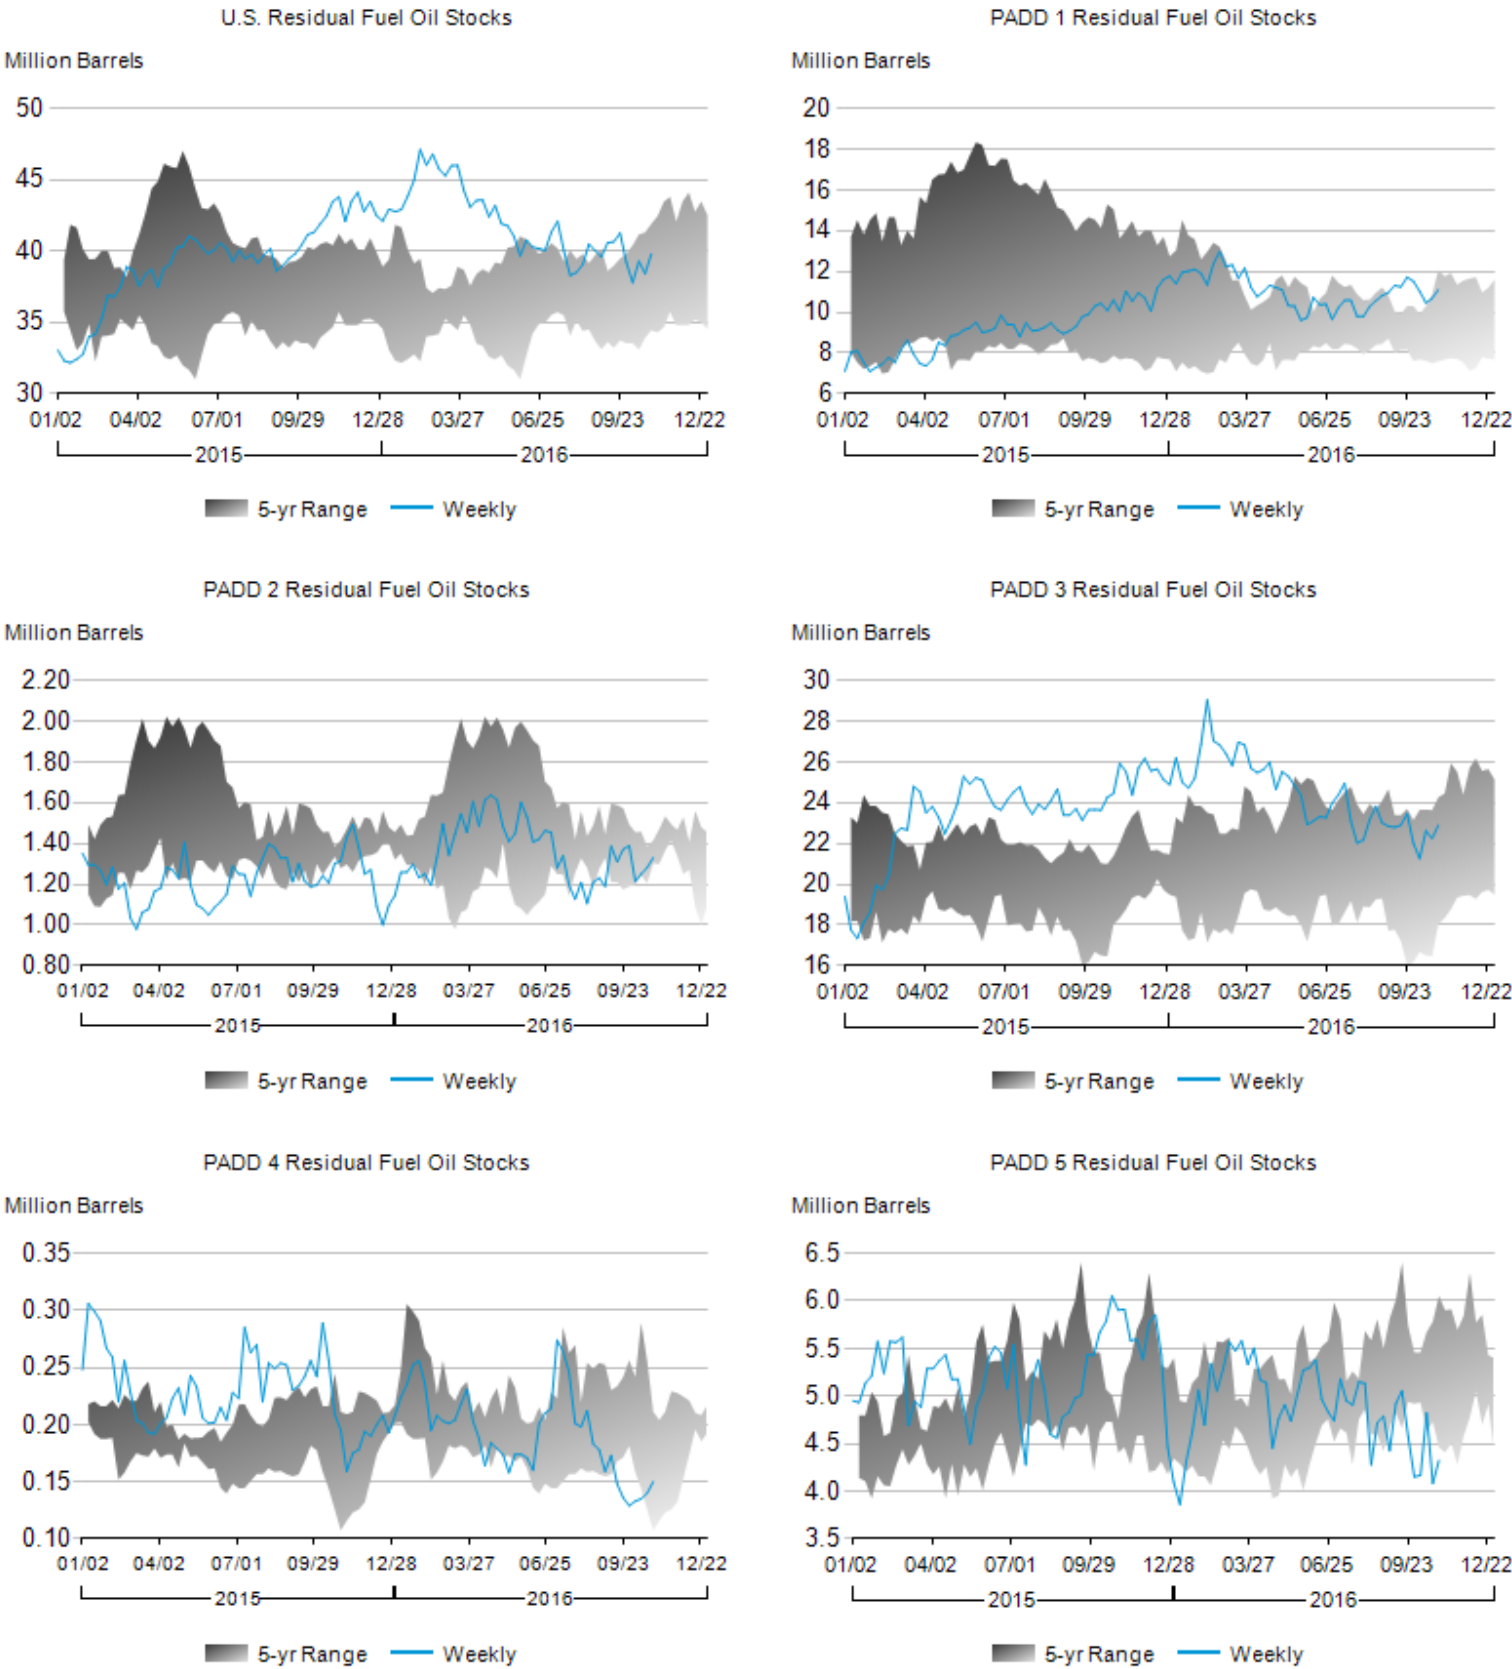 U.S. Residual Fuel Oil Stocks
Million Barrels
50
45
40
35
30
01/02 04/02 07/01 09/29 12/28 03/27 06/25 09/23 12/22
2015 2016
5-yr Range Weekly
PADD 1 Residual Fuel Oil Stocks
Million Barrels
20
18
16
14
12
10
8
6
01/02 04/02 07/01 09/29 12/28 03/27 06/25 09/23 12/22
2015 2016
5-yr Range Weekly
PADD 2 Residual Fuel Oil Stocks
Million Barrels
2.20
2.00
1.80
1.60
1.40
1.20
1.00
0.80
01/02 04/02 07/01 09/29 12/28 03/27 06/25 09/23 12/22
2015 2016
5-yr Range Weekly
PADD 3 Residual Fuel Oil Stocks
Million Barrels
30
28
26
24
22
20
18
16
01/02 04/02 07/01 09/29 12/28 03/27 06/25 09/23 12/22
2015 2016
5-yr Range Weekly
PADD 4 Residual Fuel Oil Stocks
Million Barrels
0.35
0.30
0.25
0.20
0.15
0.10
01/02 04/02 07/01 09/29 12/28 03/27 06/25 09/23 12/22
2015 2016
5-yr Range Weekly
PADD 5 Residual Fuel Oil Stocks
Million Barrels
6.5
6.0
5.5
5.0
4.5
4.0
3.5
01/02 04/02 07/01 09/29 12/28 03/27 06/25 09/23 12/22
2015 2016
5-yr Range Weekly